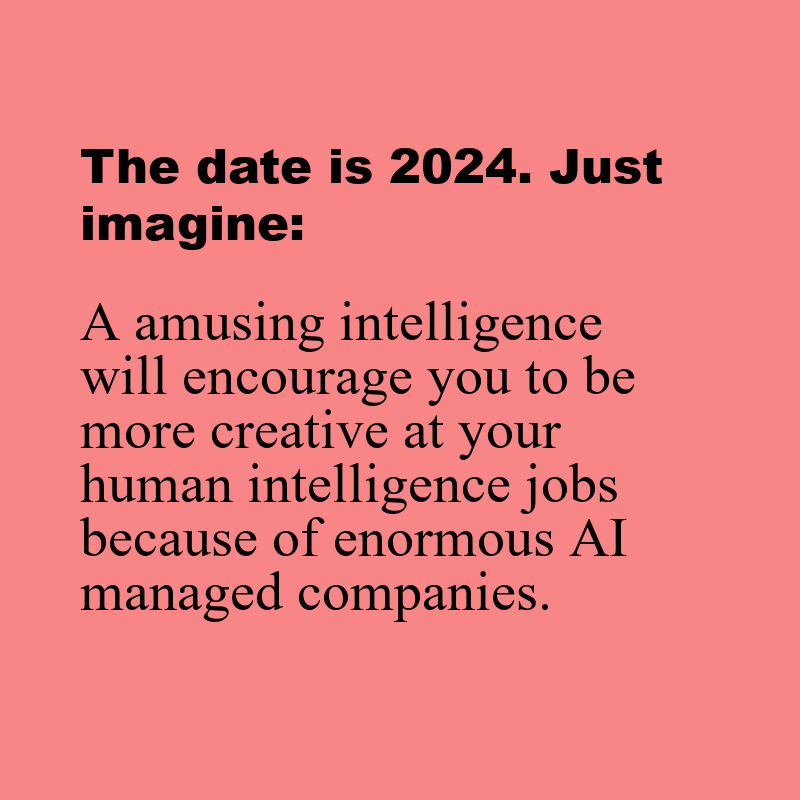 The date is 2024. Just
imagine:
A amusing intelligence
will encourage you to be
more creative at your
human intelligence jobs
because of enormous AI
managed companies.